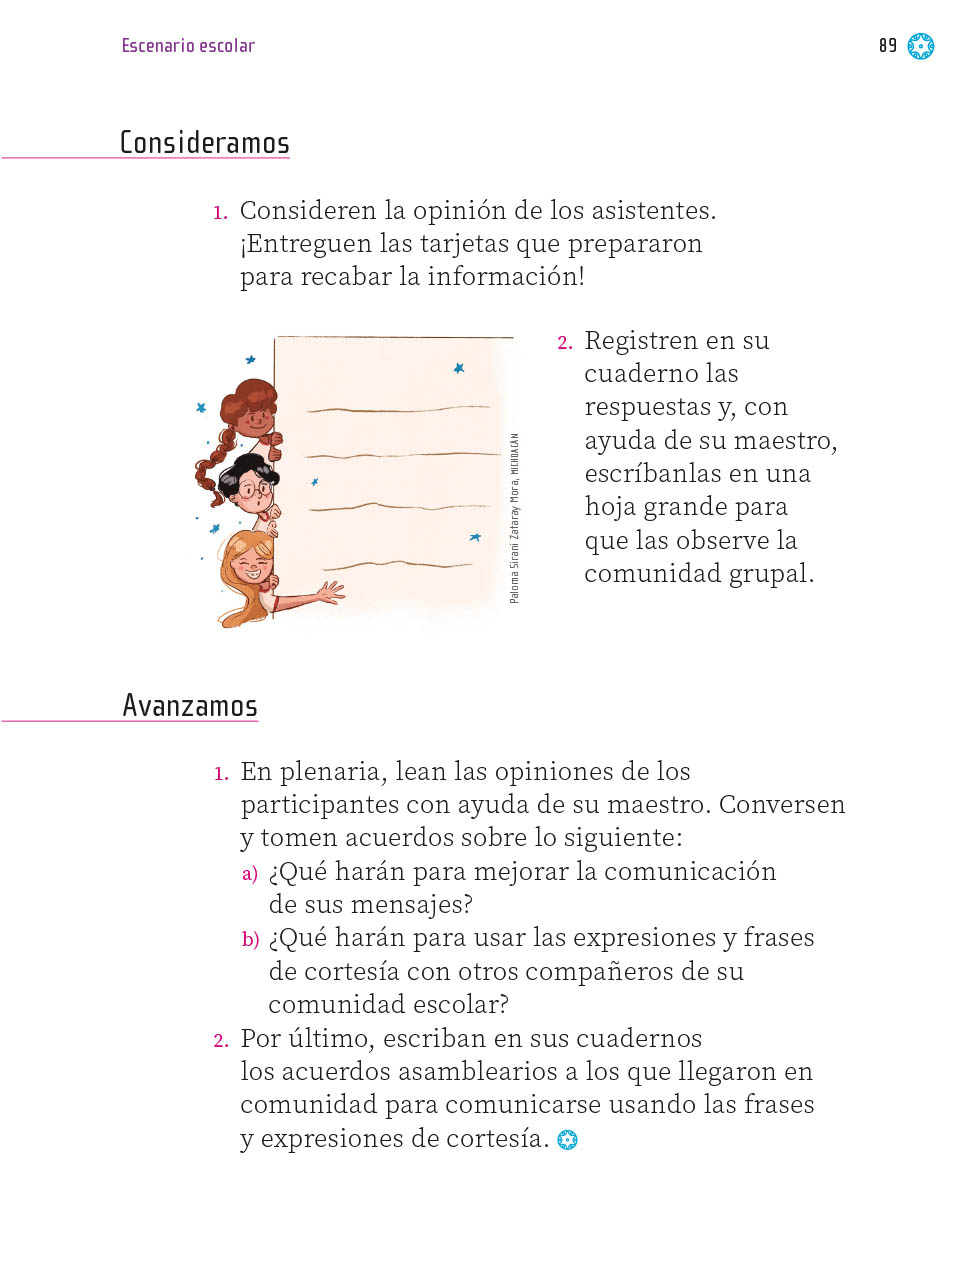 Escenario escolar
89
Consideramos
1. Consideren la opinión de los asistentes.
¡Entreguen las tarjetas que prepararon
para recabar la información!
2. Registren en su
cuaderno las
respuestas y, con
ayuda de su maestro,
escríbanlas en una
hoja grande para
que las observe la
comunidad grupal.
Paloma Sirani Zataray Mora, MICHOACÁN
Avanzamos
1. En plenaria, lean las opiniones de los
participantes con ayuda de su maestro. Conversen
y tomen acuerdos sobre lo siguiente:
a) ¿Qué harán para mejorar la comunicación
de sus mensajes?
b) ¿Qué harán para usar las expresiones y frases
de cortesía con otros compañeros de su
comunidad escolar?
2. Por último, escriban en sus cuadernos
los acuerdos asamblearios a los que llegaron en
comunidad para comunicarse usando las frases
y expresiones de cortesía.